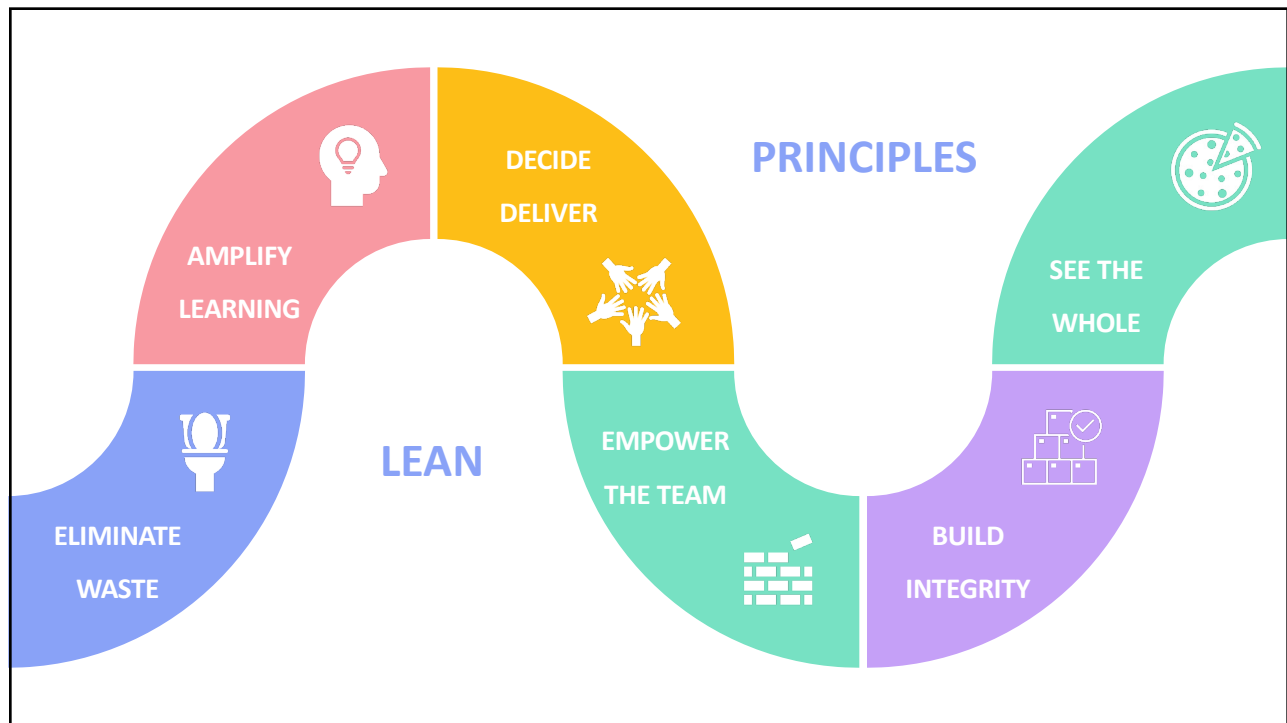 ELIMINATE
WASTE
AMPLIFY
LEARNING
DECIDE
DELIVER
LEAN
PRINCIPLES
EMPOWER
THE TEAM
BUILD
INTEGRITY
SEE THE
WHOLE